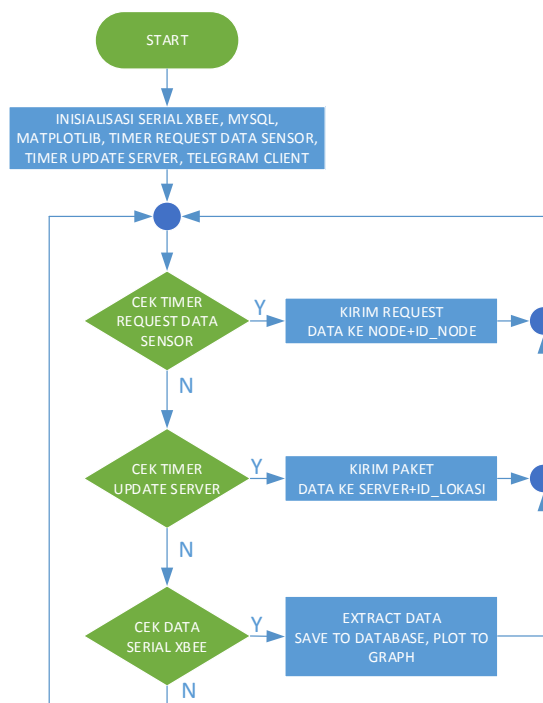 START
INISIALISASI SERIAL XBEE, MYSQL,
MATPLOTLIB, TIMER REQUEST DATA SENSOR,
TIMER UPDATE SERVER, TELEGRAM CLIENT
CEK TIMER
REQUEST DATA
SENSOR
Y
KIRIM REQUEST
DATA KE NODE+ID_NODE
N
CEK TIMER
UPDATE SERVER
Y
KIRIM PAKET
DATA KE SERVER+ID_LOKASI
N
CEK DATA
SERIAL XBEE
Y
EXTRACT DATA
SAVE TO DATABASE, PLOT TO
GRAPH
N